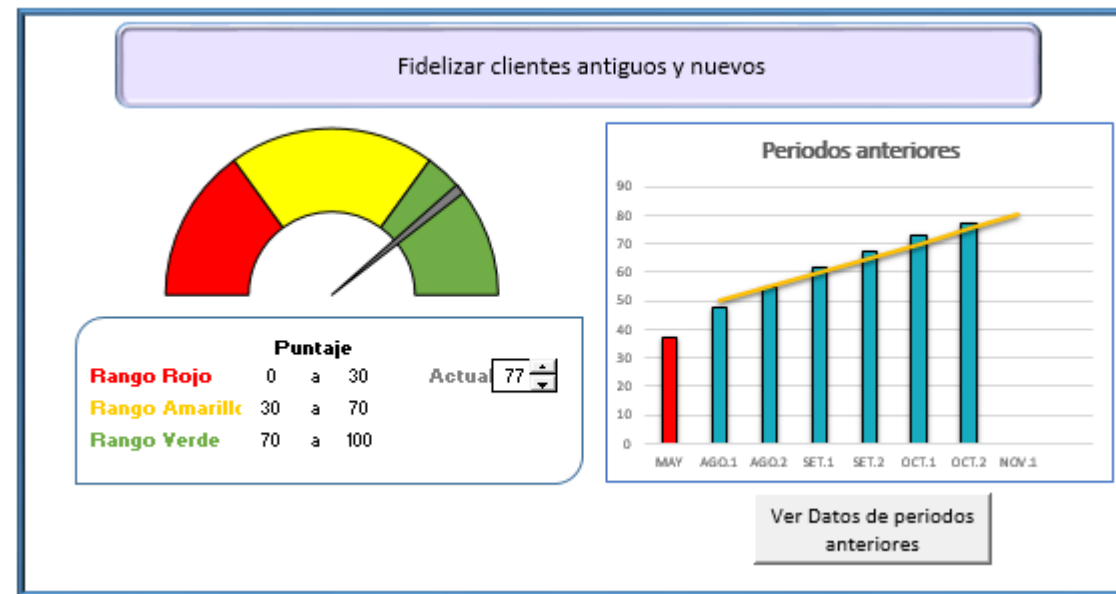 Fidelizar clientes antiguos y nuevos
Puntaje
Rango Rojo 0 a 30
Actual 77
Rango Amarillo 30 a 70
Rango Verde 70 a 100
Periodos anteriores
90
80
70
60
50
40
30
20
10
0
MAY AGO.1 AGO.2 SET.1 SET.2 OCT.1 OCT.2 NOV.1
Ver Datos de periodos
anteriores